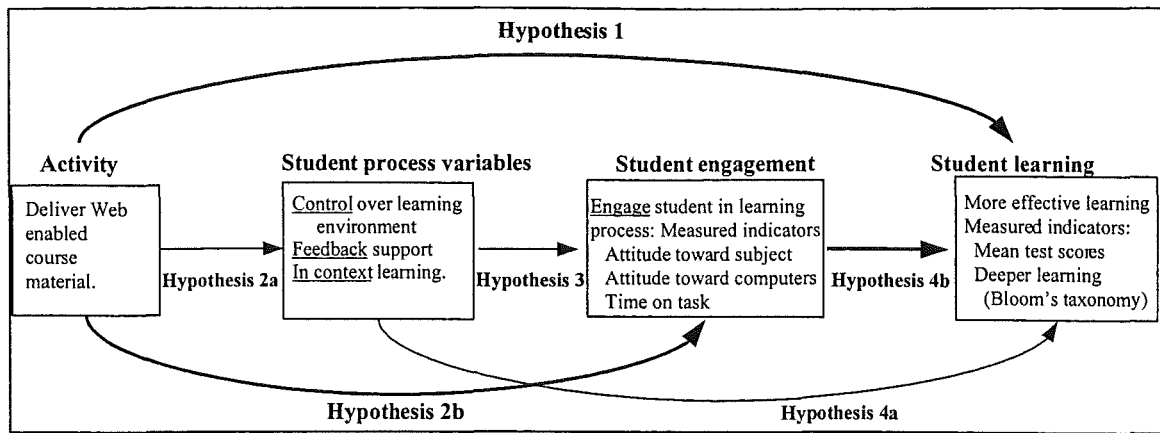 Hypothesis 1
Activity
Student process variables
Student engagement
Student learning
Deliver Web
enabled
course
material.
Hypothesis 2a
Control over learning
environment
Feedback support
In context learning.
Hypothesis 3
Engage student in learning
process: Measured indicators
Attitude toward subject
Attitude toward computers
Time on task
Hypothesis 4b
More effective learning
Measured indicators:
Mean test scores
Deeper learning
(Bloom's taxonomy)
Hypothesis 2b
Hypothesis 4a